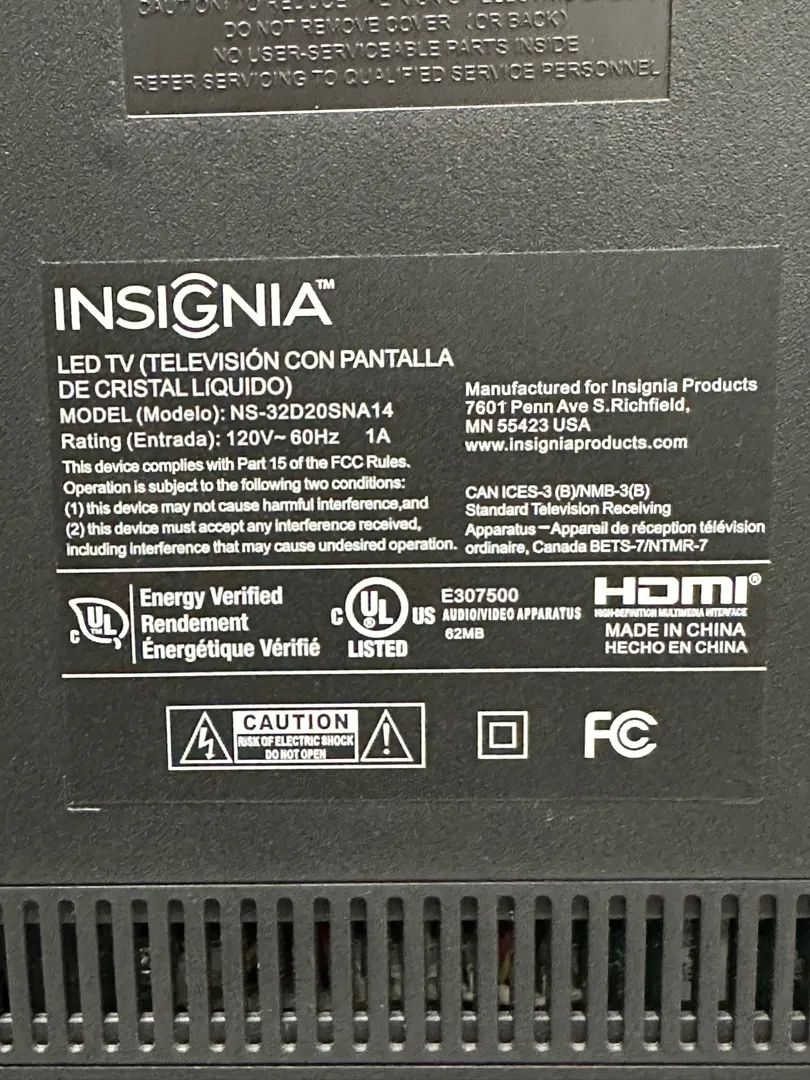 DO NOT REMOVE COVER (OR BACK)
NO USER-SERVICEABLE PARTS INSIDE
REFER SERVICING TO QUALIFIED SERVICE PERSONNEL
INSIGNIA™
LED TV (TELEVISIÓN CON PANTALLA
DE CRISTAL LíQUIDO)
MODEL (Modelo): NS-32D20SNA14
Rating (Entrada): 120V~ 60Hz 1A
This device complies with Part 15 of the FCC Rules.
Operation is subject to the following two conditions:
(1) this device may not cause harmful interference,and
(2) this device must accept any interference received,
including interference that may cause undesired operation.
Manufactured for Insignia Products
7601 Penn Ave S.Richfield,
MN 55423 USA
www.insigniaproducts.com
CAN ICES-3 (B)/NMB-3(B)
Standard Television Receiving
Apparatus—Appareil de réception télévision
ordinaire, Canada BETS-7/NTMR-7
C UL™
Energy Verified
Rendement
Énergétique Vérifié
C UL® US
LISTED
E307500
AUDIO/VIDEO APPARATUS
62MB
HDMI®
HIGH-DEFINITION MULTIMEDIA INTERFACE
MADE IN CHINA
HECHO EN CHINA
CAUTION
RISK OF ELECTRIC SHOCK
DO NOT OPEN
FC